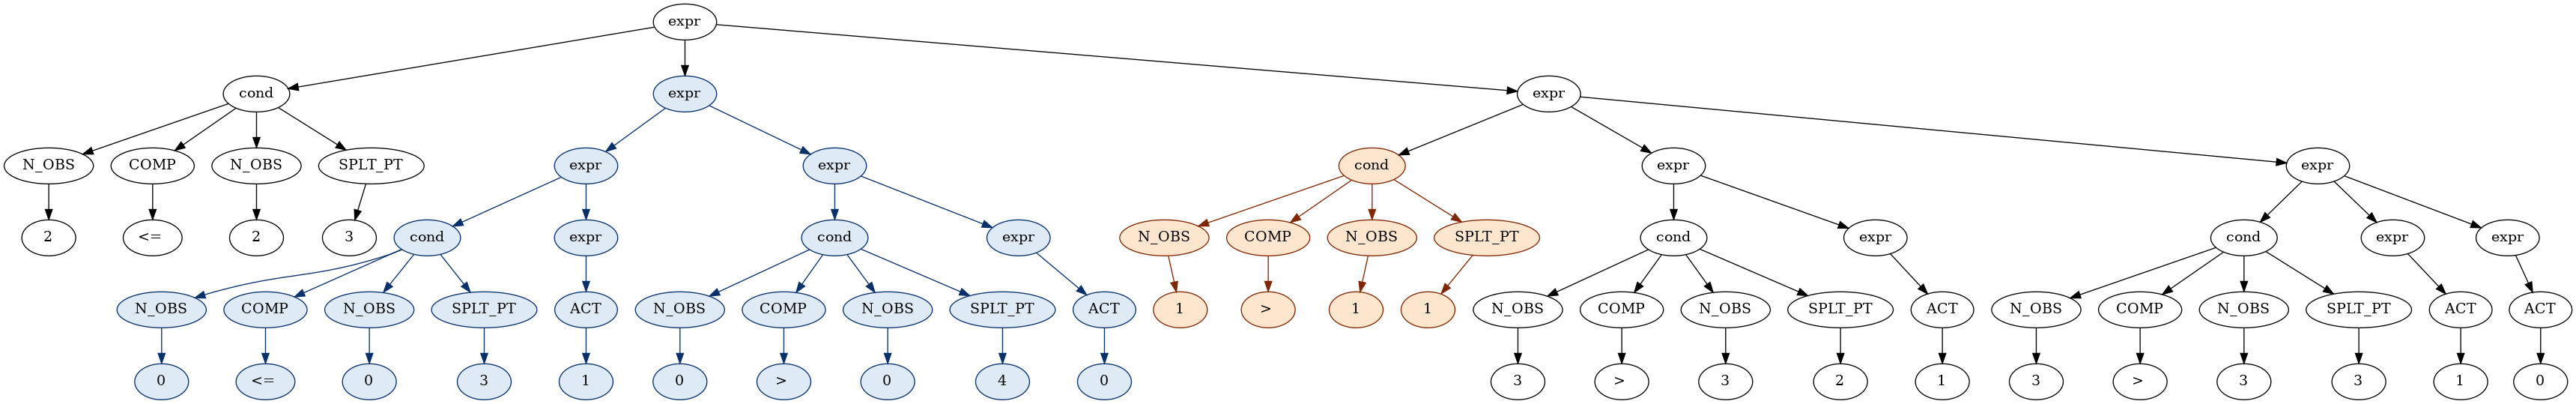 expr
cond expr expr
N_OBS COMP N_OBS SPLT_PT expr expr cond expr expr
2 <= 2 3 cond expr cond expr N_OBS COMP N_OBS SPLT_PT cond expr cond expr expr
N_OBS COMP N_OBS SPLT_PT ACT N_OBS COMP N_OBS SPLT_PT ACT 1 > 1 1 N_OBS COMP N_OBS SPLT_PT ACT N_OBS COMP N_OBS SPLT_PT ACT ACT
0 <= 0 3 1 0 > 0 4 0 3 > 3 2 1 3 > 3 3 1 0